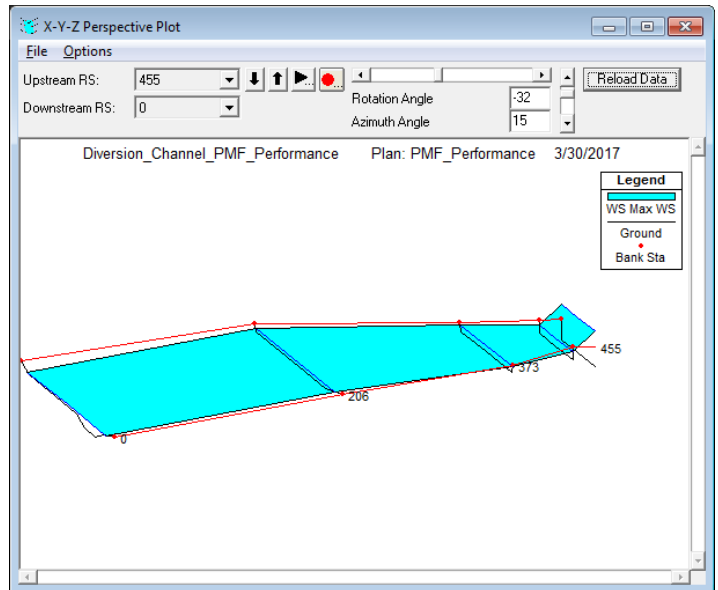 X-Y-Z Perspective Plot
File Options
Upstream RS: 455
Downstream RS: 0
Rotation Angle -32
Azimuth Angle 15
Reload Data
Diversion_Channel_PMF_Performance Plan: PMF_Performance 3/30/2017
Legend
WS Max WS
Ground
Bank Sta
455
373
206
0